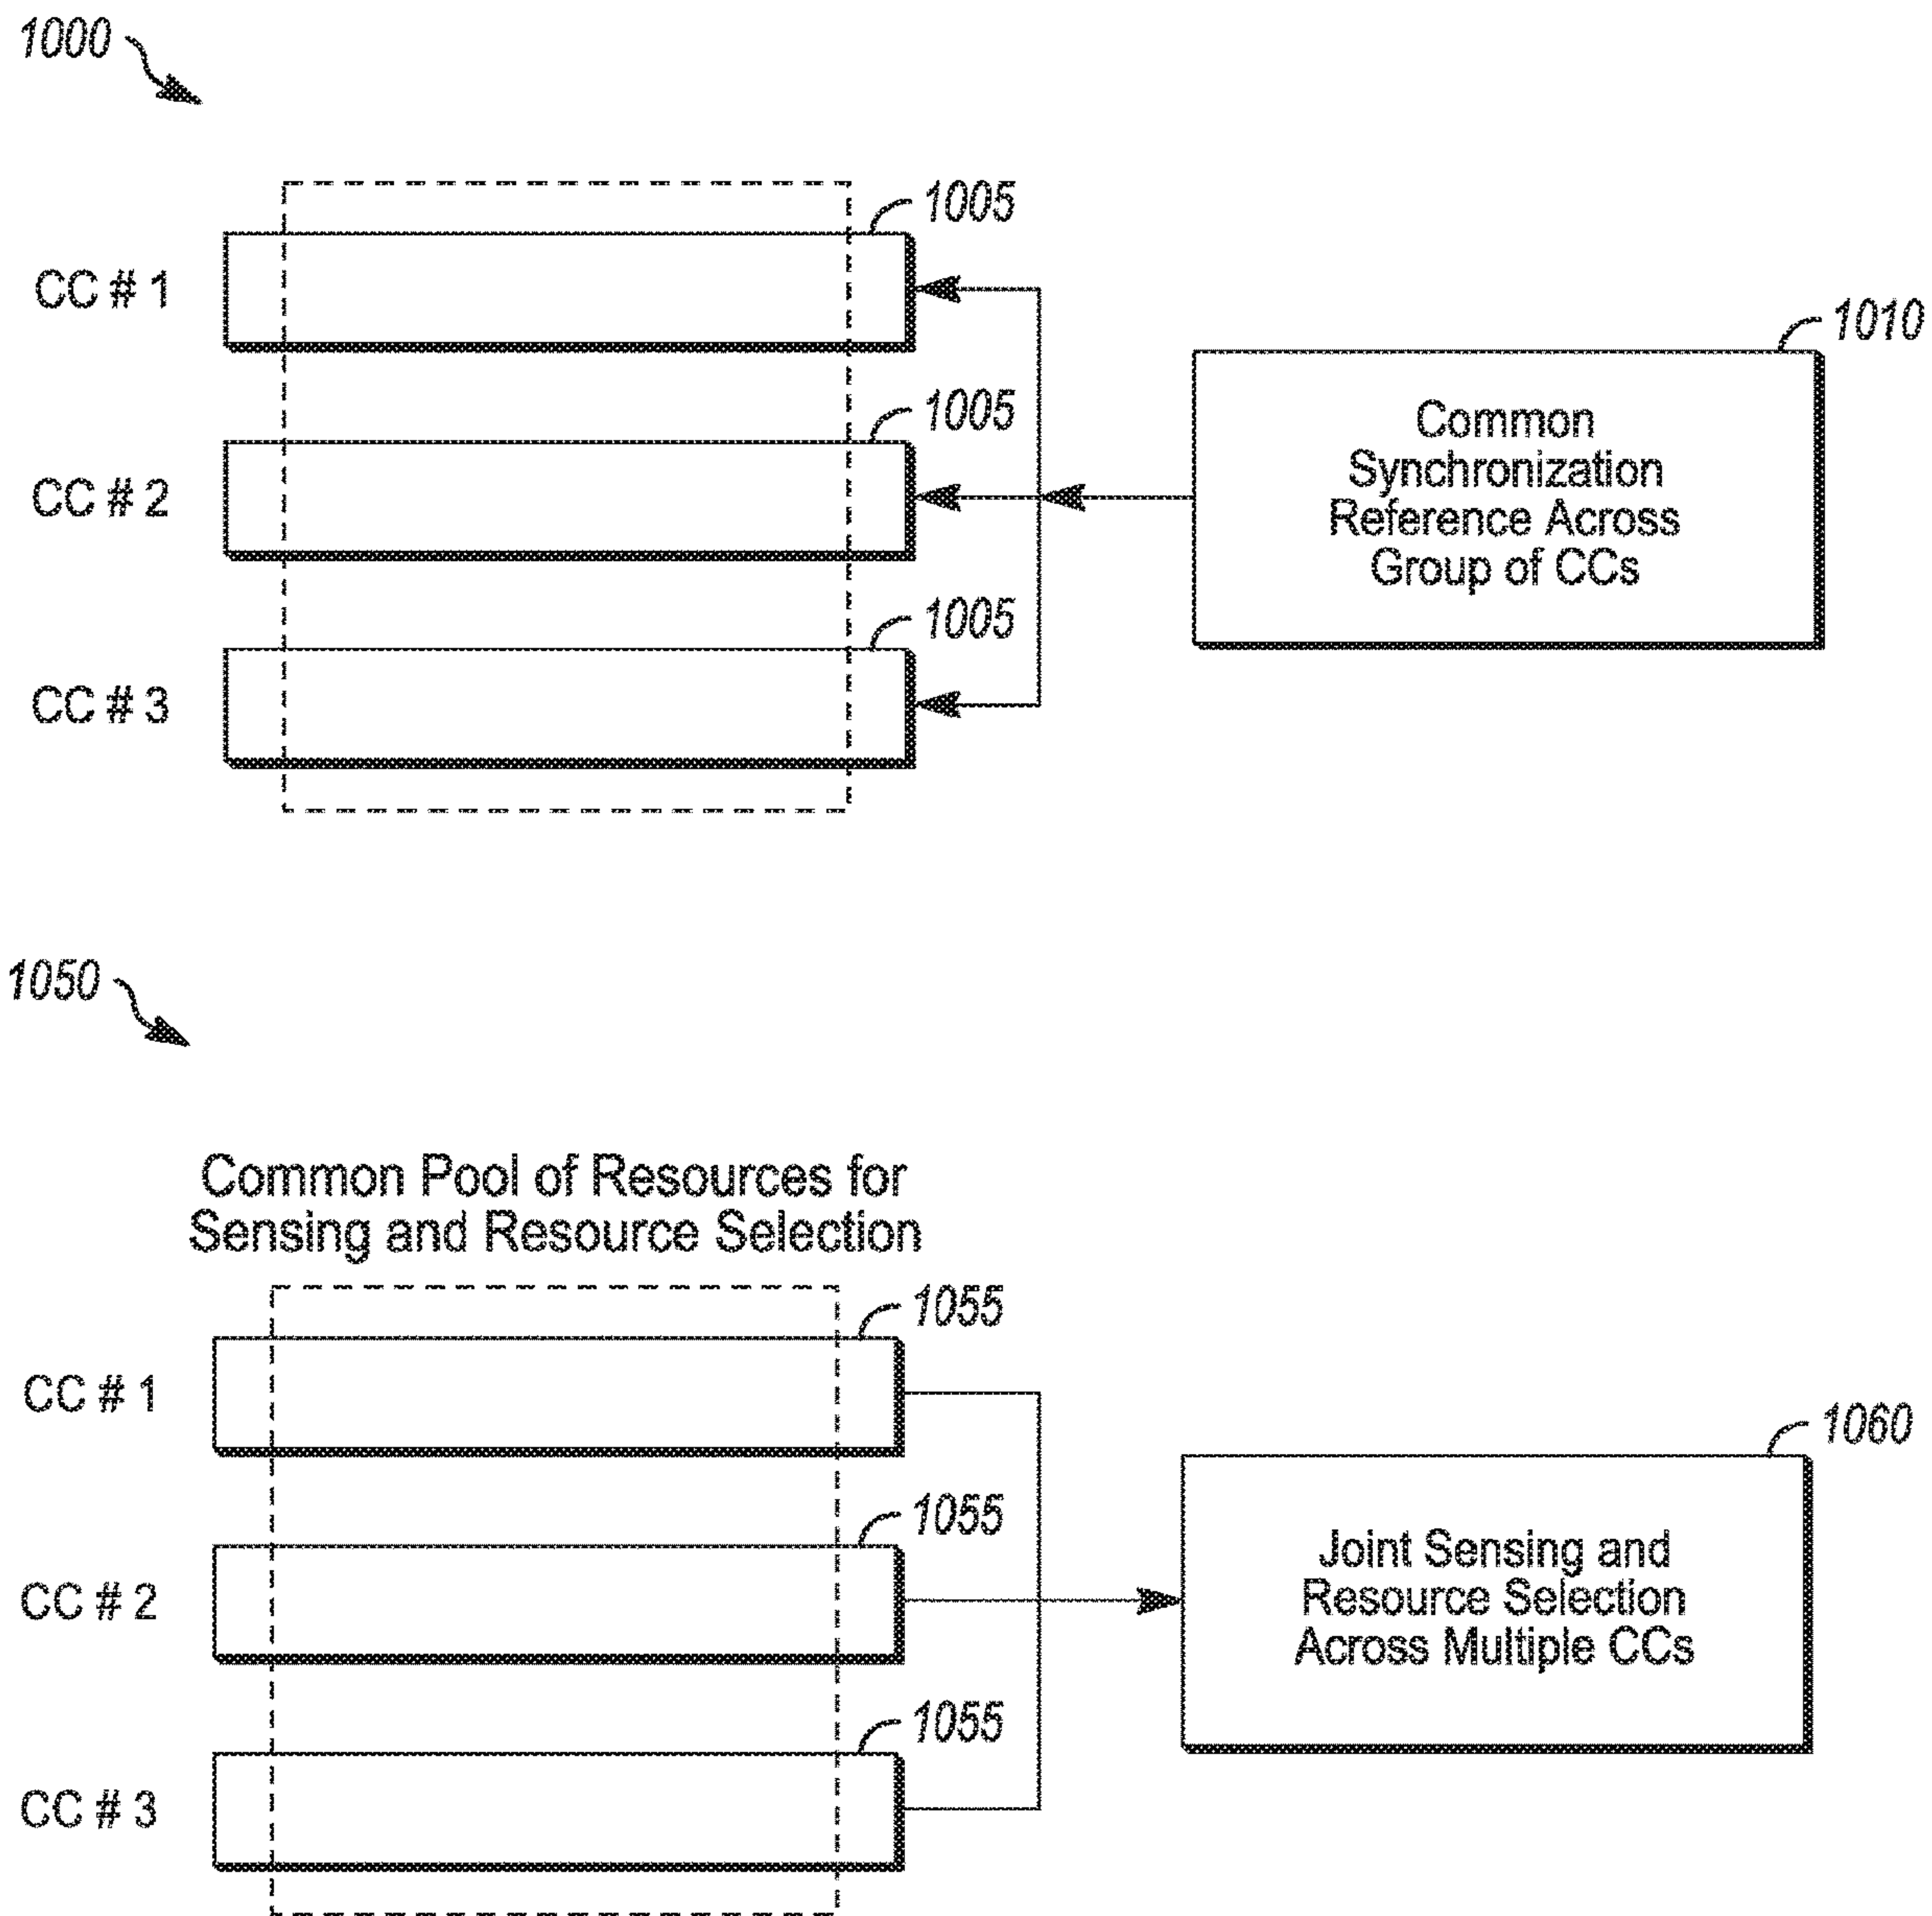 1000
1005
CC # 1
1010
Common
Synchronization
Reference Across
Group of CCs
1005
CC # 2
1005
CC # 3
1050
Common Pool of Resources for
Sensing and Resource Selection
1055
CC # 1
1060
Joint Sensing and
Resource Selection
Across Multiple CCs
1055
CC # 2
1055
CC # 3